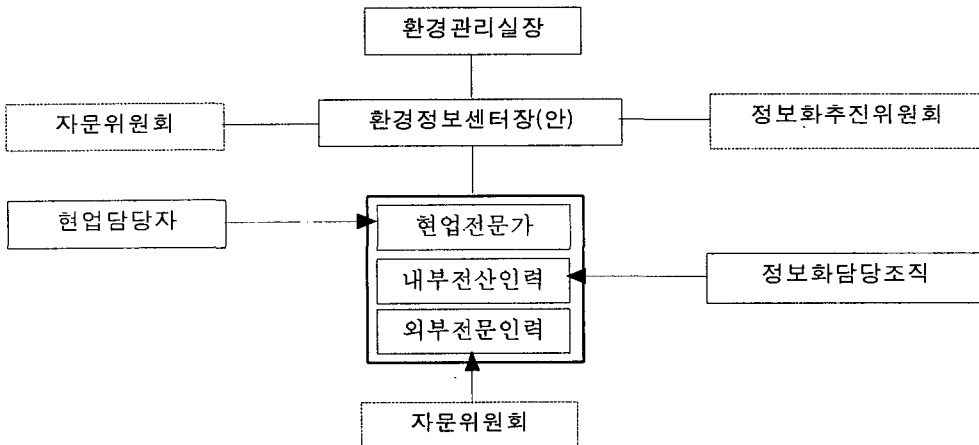 환경관리실장
자문위원회
환경정보센터장(안)
정보화추진위원회
현업담당자
현업전문가
내부전산인력
정보화담당조직
외부전문인력
자문위원회